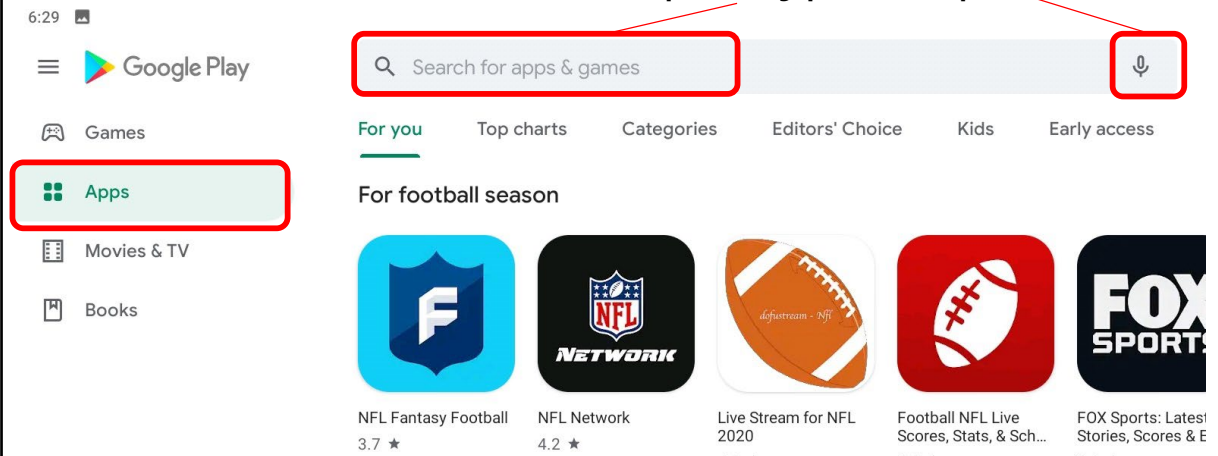 6:29
Google Play
Search for apps & games
Games
For you Top charts Categories Editors' Choice Kids Early access
Apps
For football season
Movies & TV
Books
F
NFL
NETWORK
dofustream - Nfl
FOX
SPORTS
NFL Fantasy Football
3.7 ★
NFL Network
4.2 ★
Live Stream for NFL
2020
Football NFL Live
Scores, Stats, & Sch...
FOX Sports: Latest
Stories, Scores & E